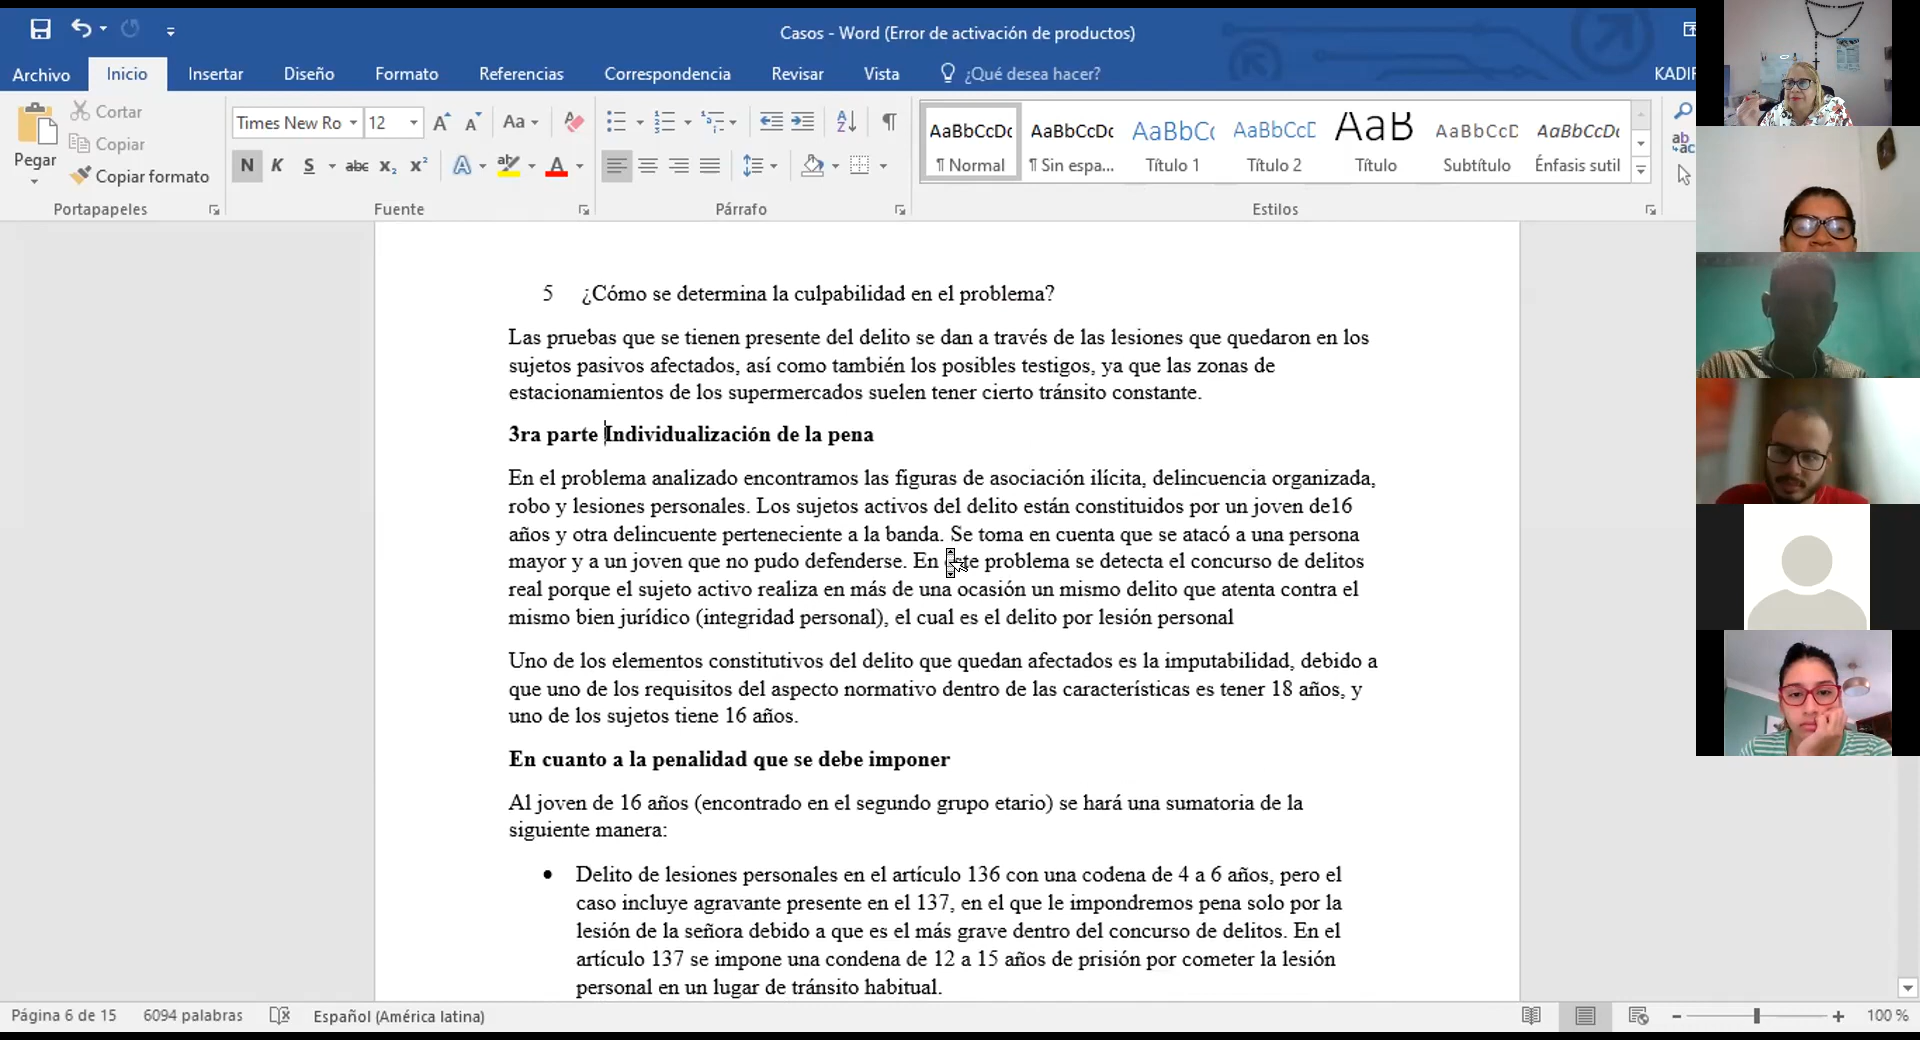 Casos - Word (Error de activación de productos)
Archivo Inicio Insertar Diseño Formato Referencias Correspondencia Revisar Vista ¿Qué desea hacer? KADIR
Cortar
Copiar
Copiar formato
Pegar
Portapapeles
Times New Ro 12
N K S abc x₂ x²
Aa
Fuente
Párrafo
AaBbCcDc AaBbCcDc AaBbCc AaBbCcD AaB AaBbCcD AaBbCcDc
¶ Normal ¶ Sin espa... Título 1 Título 2 Título Subtítulo Énfasis sutil
Estilos
5 ¿Cómo se determina la culpabilidad en el problema?
Las pruebas que se tienen presente del delito se dan a través de las lesiones que quedaron en los
sujetos pasivos afectados, así como también los posibles testigos, ya que las zonas de
estacionamientos de los supermercados suelen tener cierto tránsito constante.
3ra parte Individualización de la pena
En el problema analizado encontramos las figuras de asociación ilícita, delincuencia organizada,
robo y lesiones personales. Los sujetos activos del delito están constituidos por un joven de16
años y otra delincuente perteneciente a la banda. Se toma en cuenta que se atacó a una persona
mayor y a un joven que no pudo defenderse. En este problema se detecta el concurso de delitos
real porque el sujeto activo realiza en más de una ocasión un mismo delito que atenta contra el
mismo bien jurídico (integridad personal), el cual es el delito por lesión personal
Uno de los elementos constitutivos del delito que quedan afectados es la imputabilidad, debido a
que uno de los requisitos del aspecto normativo dentro de las características es tener 18 años, y
uno de los sujetos tiene 16 años.
En cuanto a la penalidad que se debe imponer
Al joven de 16 años (encontrado en el segundo grupo etario) se hará una sumatoria de la
siguiente manera:
• Delito de lesiones personales en el artículo 136 con una codena de 4 a 6 años, pero el
caso incluye agravante presente en el 137, en el que le impondremos pena solo por la
lesión de la señora debido a que es el más grave dentro del concurso de delitos. En el
artículo 137 se impone una condena de 12 a 15 años de prisión por cometer la lesión
personal en un lugar de tránsito habitual.
Página 6 de 15 6094 palabras Español (América latina) 100 %